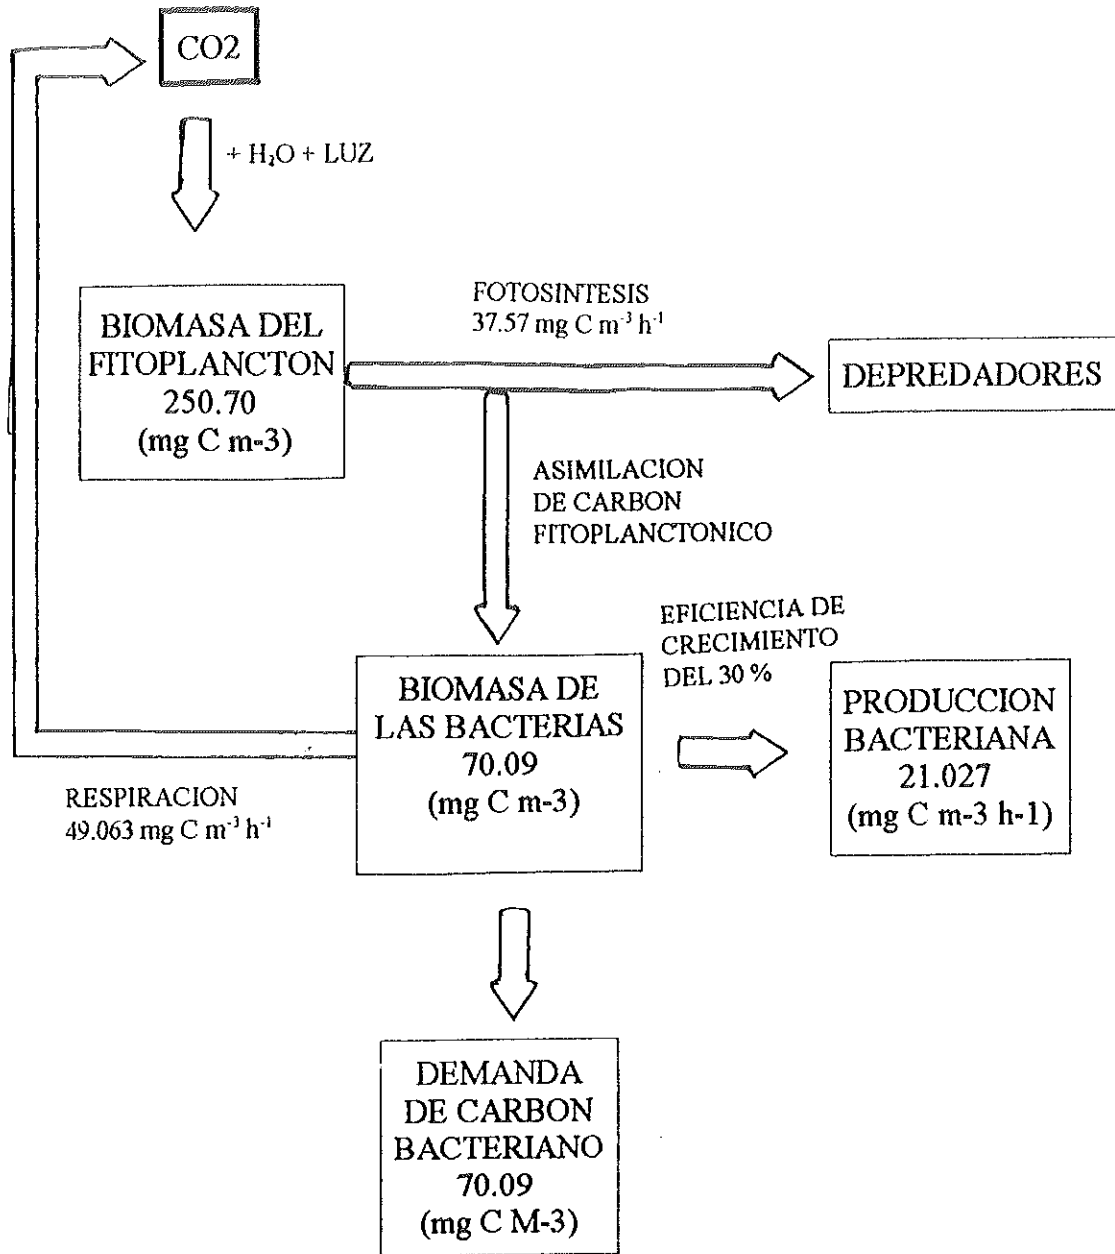 CO2
+ H₂O + LUZ
FOTOSINTESIS
37.57 mg C m⁻³ h⁻¹
BIOMASA DEL
FITOPLANCTON
250.70
(mg C m-3)
DEPREDADORES
ASIMILACION
DE CARBON
FITOPLANCTONICO
EFICIENCIA DE
CRECIMIENTO
DEL 30 %
BIOMASA DE
LAS BACTERIAS
70.09
(mg C m-3)
PRODUCCION
BACTERIANA
21.027
(mg C m-3 h-1)
RESPIRACION
49.063 mg C m⁻³ h⁻¹
DEMANDA
DE CARBON
BACTERIANO
70.09
(mg C M-3)